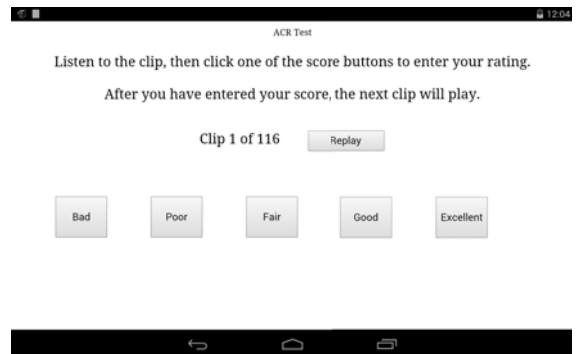 12:04
ACR Test
Listen to the clip, then click one of the score buttons to enter your rating.
After you have entered your score, the next clip will play.
Clip 1 of 116 Replay
Bad Poor Fair Good Excellent